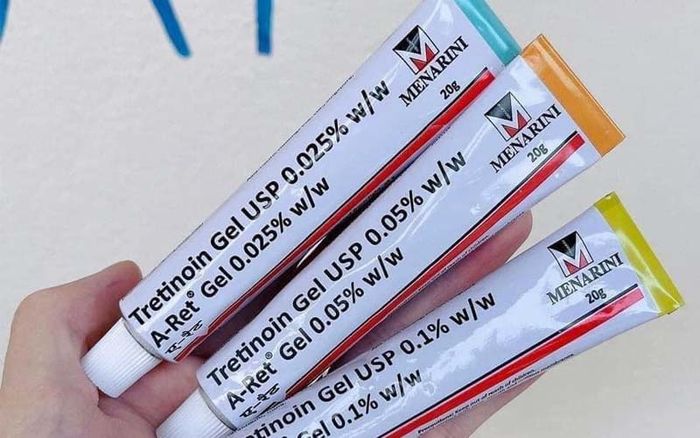 MENARINI
20g
Tretinoin Gel USP 0.025% w/w
A-Ret® Gel 0.025% w/w
ए-रेट
MENARINI
20g
Tretinoin Gel USP 0.05% w/w
A-Ret® Gel 0.05% w/w
ए-रेट
MENARINI
20g
Tretinoin Gel USP 0.1% w/w
Gel 0.1% w/w